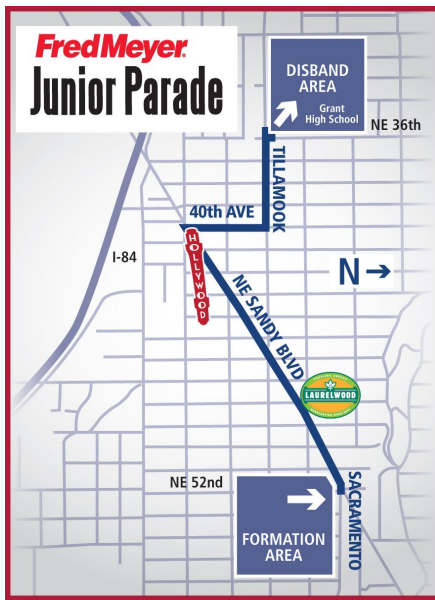 FredMeyer
Junior Parade
DISBAND
AREA
Grant
High School
NE 36th
TILLAMOOK
40th AVE
HOLLYWOOD
I-84
N
NE SANDY BLVD
LAURELWOOD
NE 52nd
SACRAMENTO
FORMATION
AREA